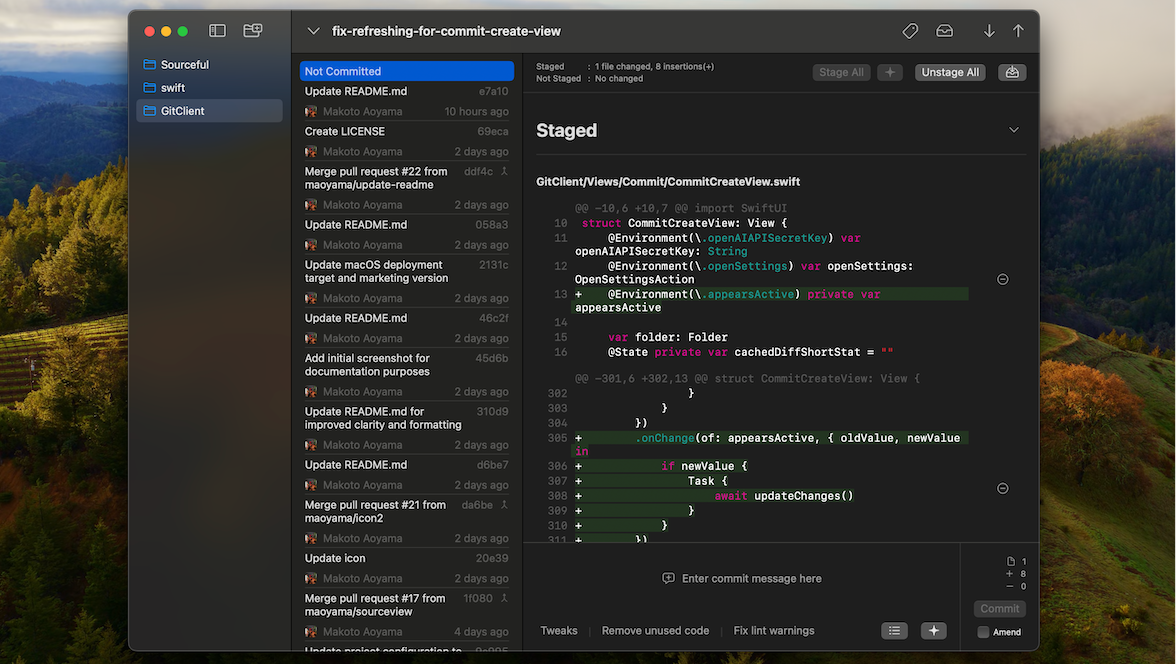 fix-refreshing-for-commit-create-view
Sourceful
swift
GitClient
Not Committed
Update README.md e7a10
Makoto Aoyama 10 hours ago
Create LICENSE 69eca
Makoto Aoyama 2 days ago
Merge pull request #22 from ddf4c
maoyama/update-readme
Makoto Aoyama 2 days ago
Update README.md 058a3
Makoto Aoyama 2 days ago
Update macOS deployment 2131c
target and marketing version
Makoto Aoyama 2 days ago
Update README.md 46c2f
Makoto Aoyama 2 days ago
Add initial screenshot for 45d6b
documentation purposes
Makoto Aoyama 2 days ago
Update README.md for 310d9
improved clarity and formatting
Makoto Aoyama 2 days ago
Update README.md d6be7
Makoto Aoyama 2 days ago
Merge pull request #21 from da6be
maoyama/icon2
Makoto Aoyama 2 days ago
Update icon 20e39
Makoto Aoyama 2 days ago
Merge pull request #17 from 1f080
maoyama/sourceview
Makoto Aoyama 4 days ago
Update project configuration to
Staged : 1 file changed, 8 insertions(+)
Not Staged : No changed
Stage All
Unstage All
Staged
GitClient/Views/Commit/CommitCreateView.swift
@@ -10,6 +10,7 @@ import SwiftUI
10 struct CommitCreateView: View {
11 @Environment(\.openAIAPISecretKey) var
openAIAPISecretKey: String
12 @Environment(\.openSettings) var openSettings:
OpenSettingsAction
13 + @Environment(\.appearsActive) private var
appearsActive
14
15 var folder: Folder
16 @State private var cachedDiffShortStat = ""
@@ -301,6 +302,13 @@ struct CommitCreateView: View {
302 }
303 }
304 })
305 + .onChange(of: appearsActive, { oldValue, newValue
in
306 + if newValue {
307 + Task {
308 + await updateChanges()
309 + }
310 + }
311 + })
Enter commit message here
Tweaks
Remove unused code
Fix lint warnings
1
+ 8
− 0
Commit
Amend